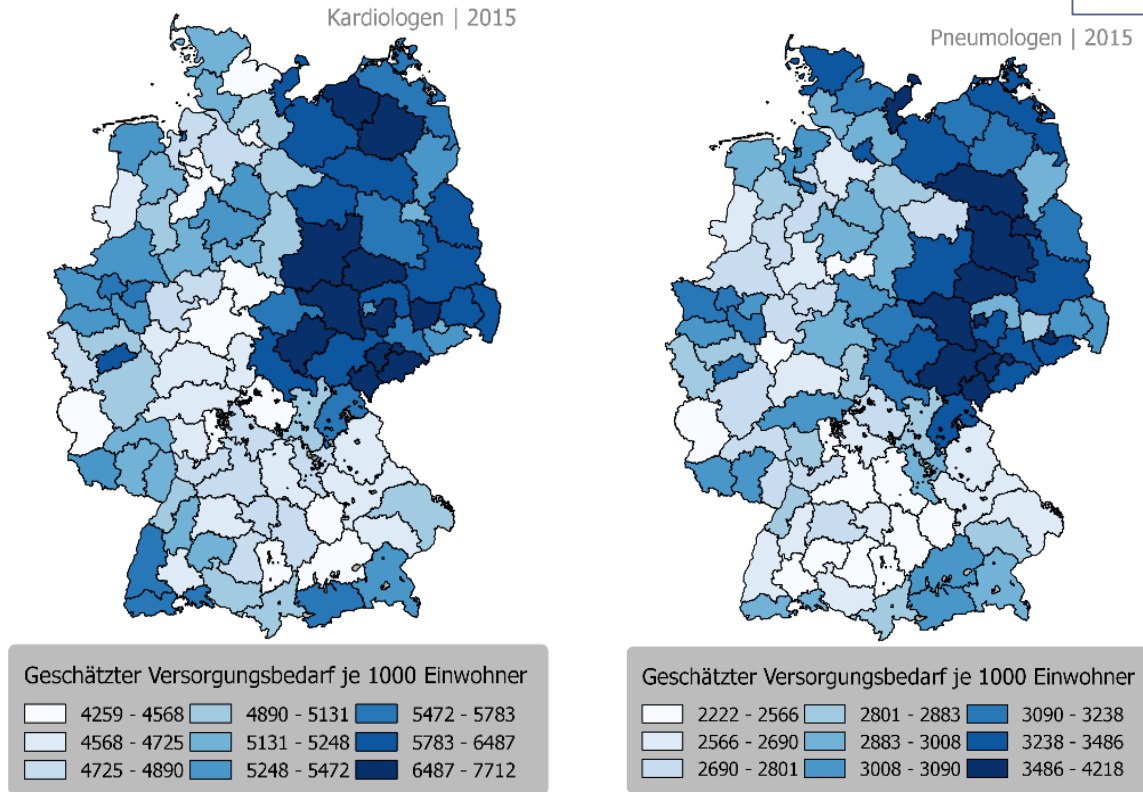 Kardiologen | 2015
Geschätzter Versorgungsbedarf je 1000 Einwohner
4259 - 4568 4890 - 5131 5472 - 5783
4568 - 4725 5131 - 5248 5783 - 6487
4725 - 4890 5248 - 5472 6487 - 7712
Pneumologen | 2015
Geschätzter Versorgungsbedarf je 1000 Einwohner
2222 - 2566 2801 - 2883 3090 - 3238
2566 - 2690 2883 - 3008 3238 - 3486
2690 - 2801 3008 - 3090 3486 - 4218